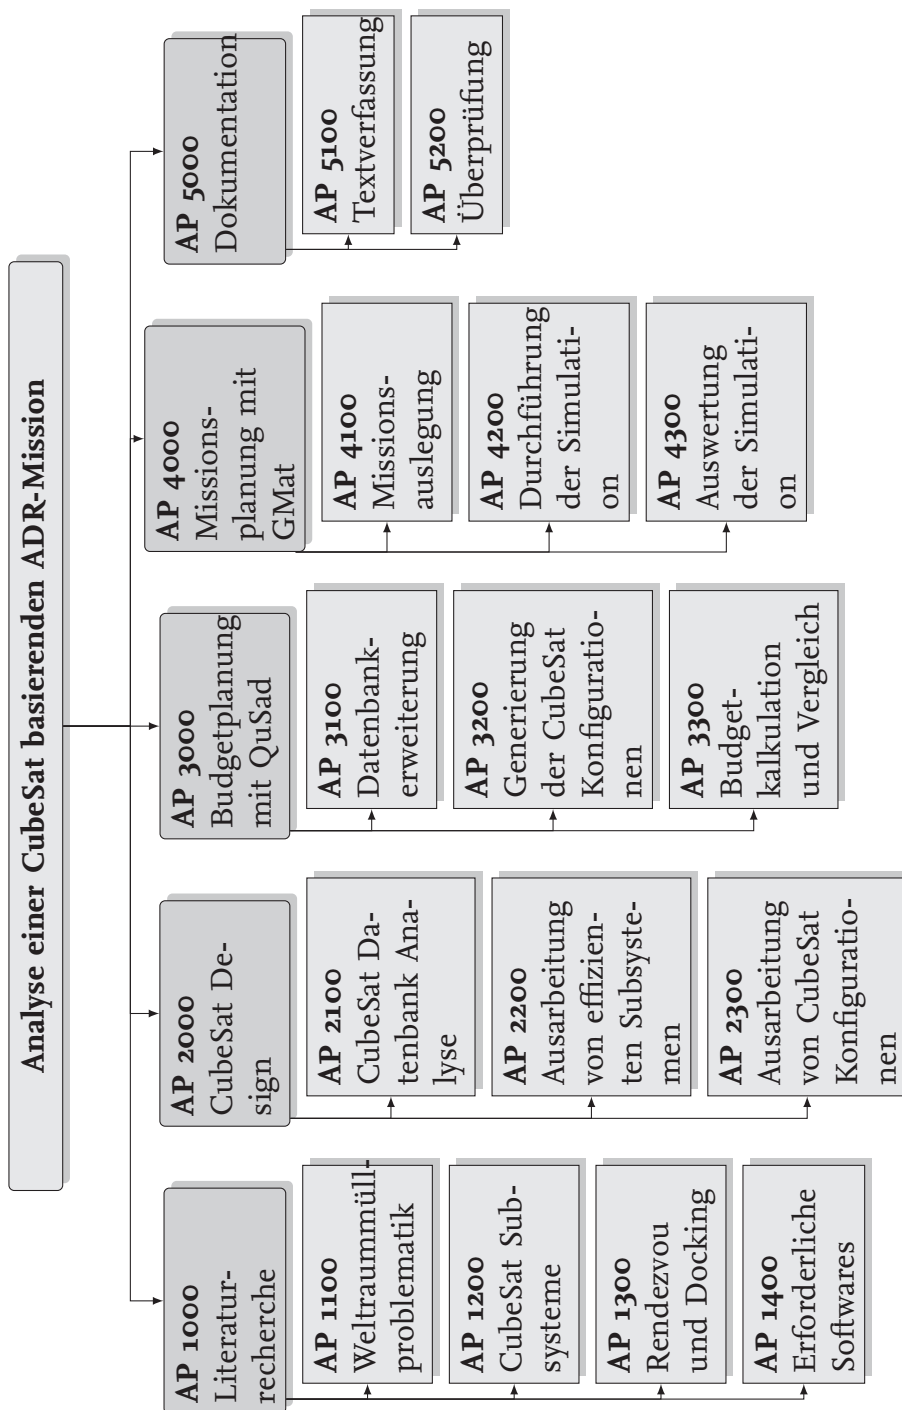 Analyse einer CubeSat basierenden ADR-Mission
AP 1000
Literatur-
recherche
AP 1100
Weltraummüll-
problematik
AP 1200
CubeSat Sub-
systeme
AP 1300
Rendezvou
und Docking
AP 1400
Erforderliche
Softwares
AP 2000
CubeSat De-
sign
AP 2100
CubeSat Da-
tenbank Ana-
lyse
AP 2200
Ausarbeitung
von effizien-
ten Subsyste-
men
AP 2300
Ausarbeitung
von CubeSat
Konfiguratio-
nen
AP 3000
Budgetplanung
mit QuSad
AP 3100
Datenbank-
erweiterung
AP 3200
Generierung
der CubeSat
Konfiguratio-
nen
AP 3300
Budget-
kalkulation
und Vergleich
AP 4000
Missions-
planung mit
GMat
AP 4100
Missions-
auslegung
AP 4200
Durchführung
der Simulati-
on
AP 4300
Auswertung
der Simulati-
on
AP 5000
Dokumentation
AP 5100
Textverfassung
AP 5200
Überprüfung